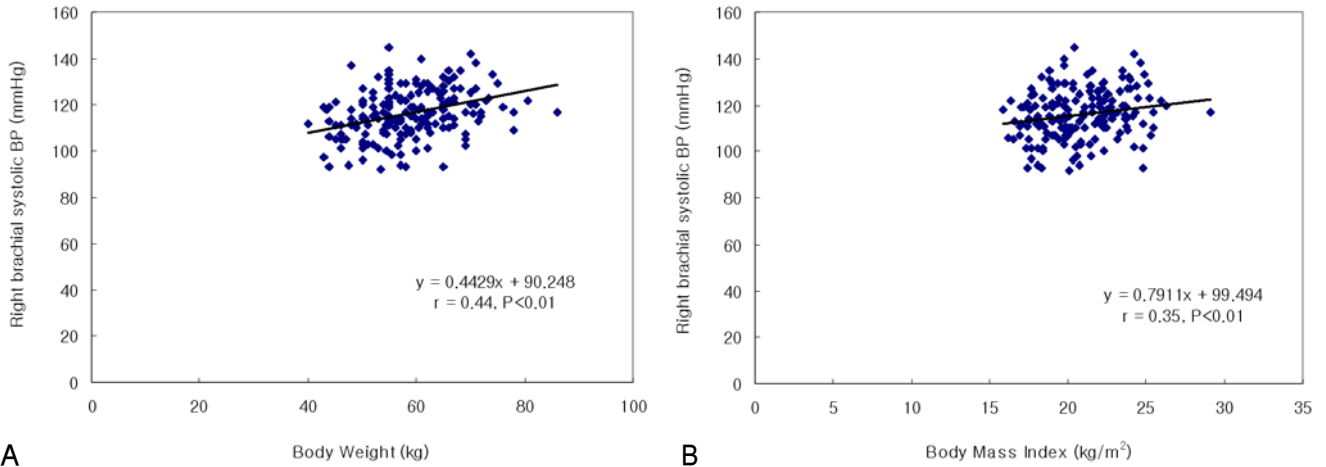 160
140
120
100
80
60
40
20
0
Right brachial systolic BP (mmHg)
y = 0.4429x + 90.248
r = 0.44, P<0.01
0 20 40 60 80 100
Body Weight (kg)
A
160
140
120
100
80
60
40
20
0
Right brachial systolic BP (mmHg)
y = 0.7911x + 99.494
r = 0.35, P<0.01
0 5 10 15 20 25 30 35
Body Mass Index (kg/m²)
B